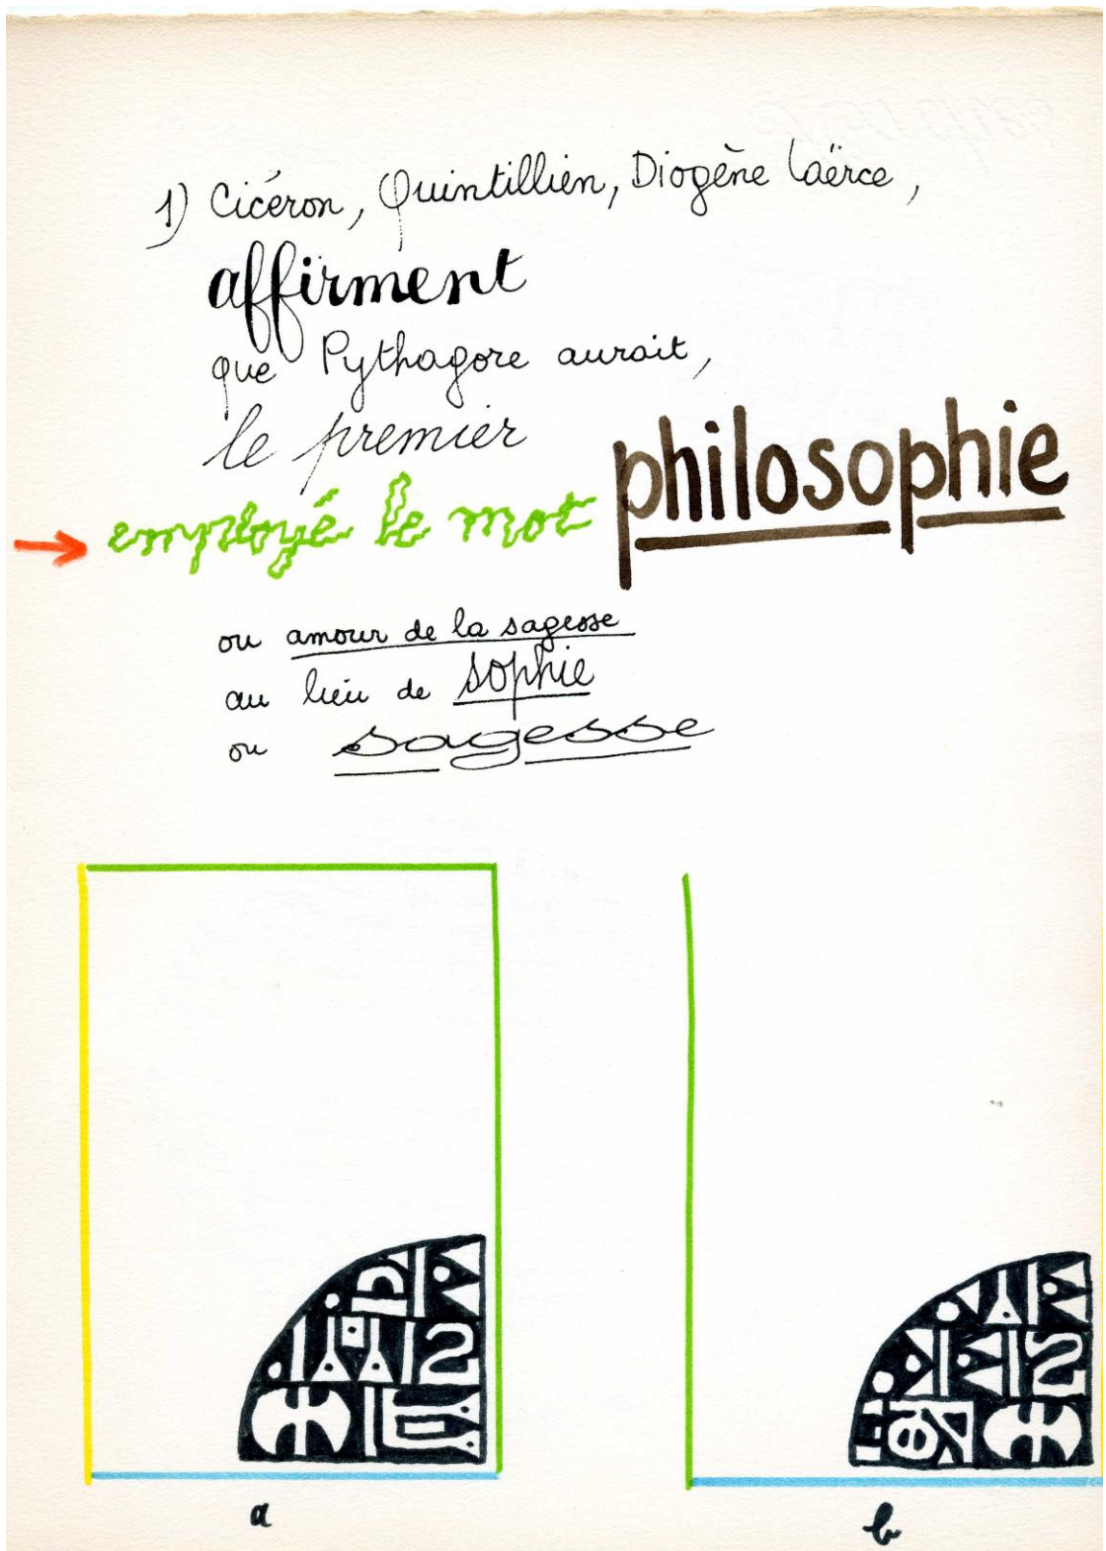 1) Cicéron, Quintillien, Diogène Laërce,
affirment
que Pythagore aurait,
le premier
employé le mot philosophie
ou amour de la sagesse
au lieu de sophie
ou sagesse
a
b